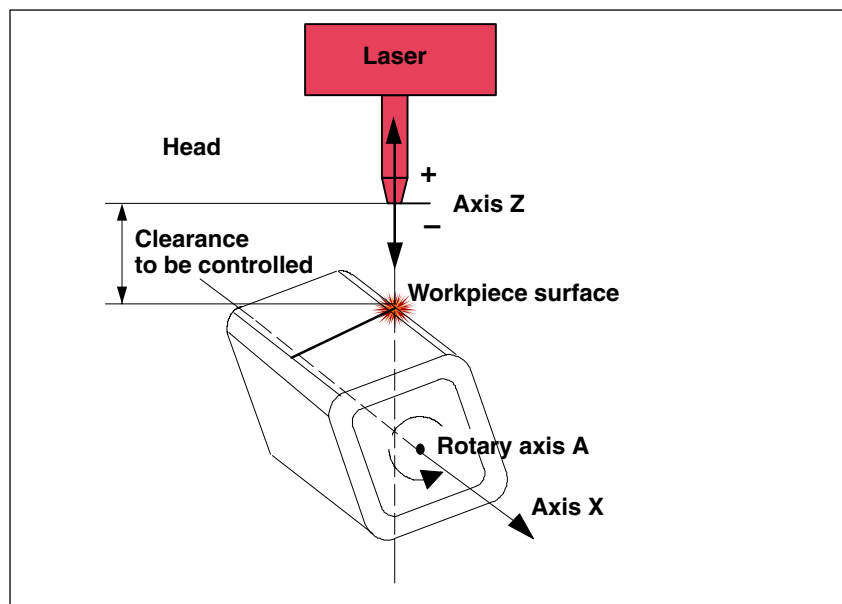 Laser
Head
+
Axis Z
–
Clearance
to be controlled
Workpiece surface
Rotary axis A
Axis X